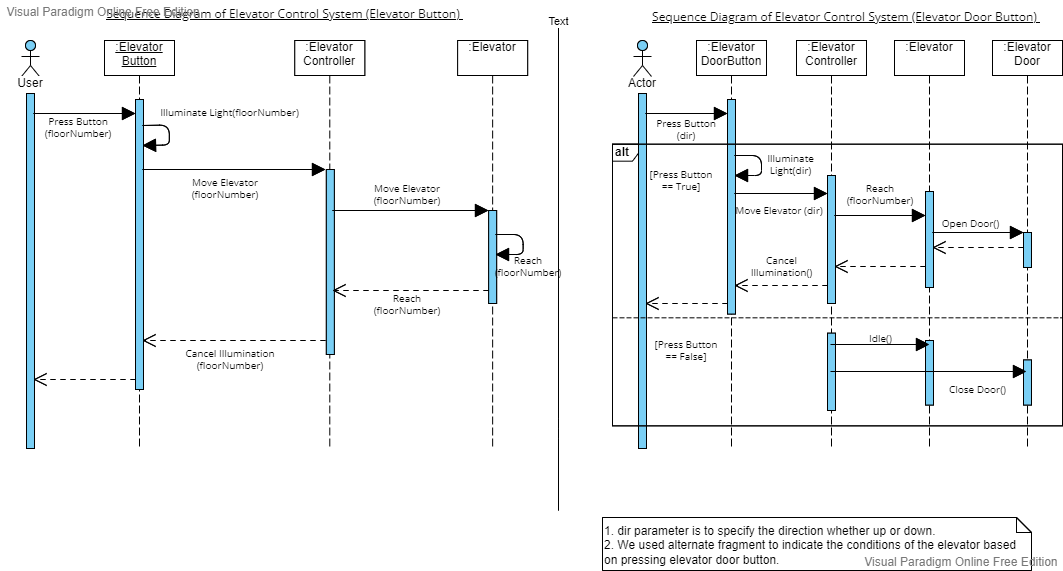 Visual Paradigm Online Free Edition
Sequence Diagram of Elevator Control System (Elevator Button)
:Elevator
Button
:Elevator
Controller
:Elevator
User
Press Button
(floorNumber)
Illuminate Light(floorNumber)
Move Elevator
(floorNumber)
Move Elevator
(floorNumber)
Reach
(floorNumber)
Reach
(floorNumber)
Cancel Illumination
(floorNumber)
Text
Sequence Diagram of Elevator Control System (Elevator Door Button)
:Elevator
DoorButton
:Elevator
Controller
:Elevator
:Elevator
Door
Actor
Press Button
(dir)
alt
[Press Button
== True]
Illuminate
Light(dir)
Move Elevator (dir)
Reach
(floorNumber)
Open Door()
Cancel
Illumination()
[Press Button
== False]
Idle()
Close Door()
1. dir parameter is to specify the direction whether up or down.
2. We used alternate fragment to indicate the conditions of the elevator based
on pressing elevator door button.
Visual Paradigm Online Free Edition